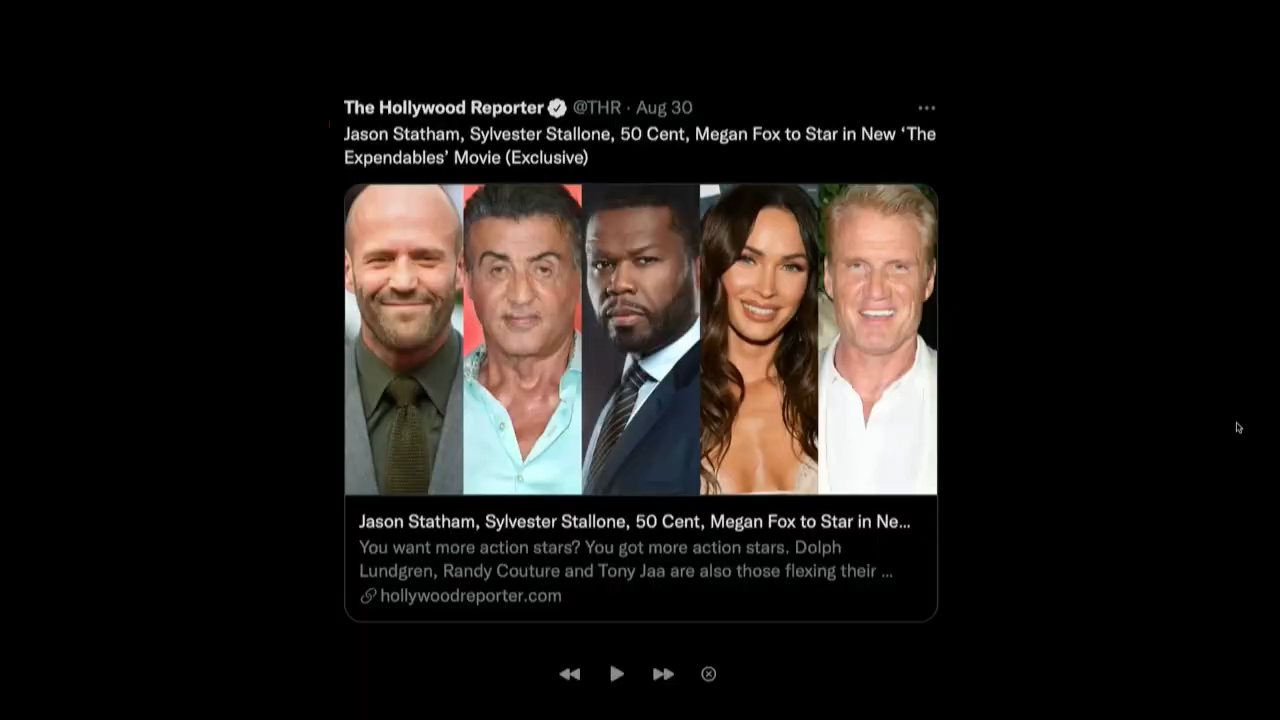 The Hollywood Reporter @THR · Aug 30
Jason Statham, Sylvester Stallone, 50 Cent, Megan Fox to Star in New ‘The
Expendables’ Movie (Exclusive)
Jason Statham, Sylvester Stallone, 50 Cent, Megan Fox to Star in Ne...
You want more action stars? You got more action stars. Dolph
Lundgren, Randy Couture and Tony Jaa are also those flexing their ...
hollywoodreporter.com